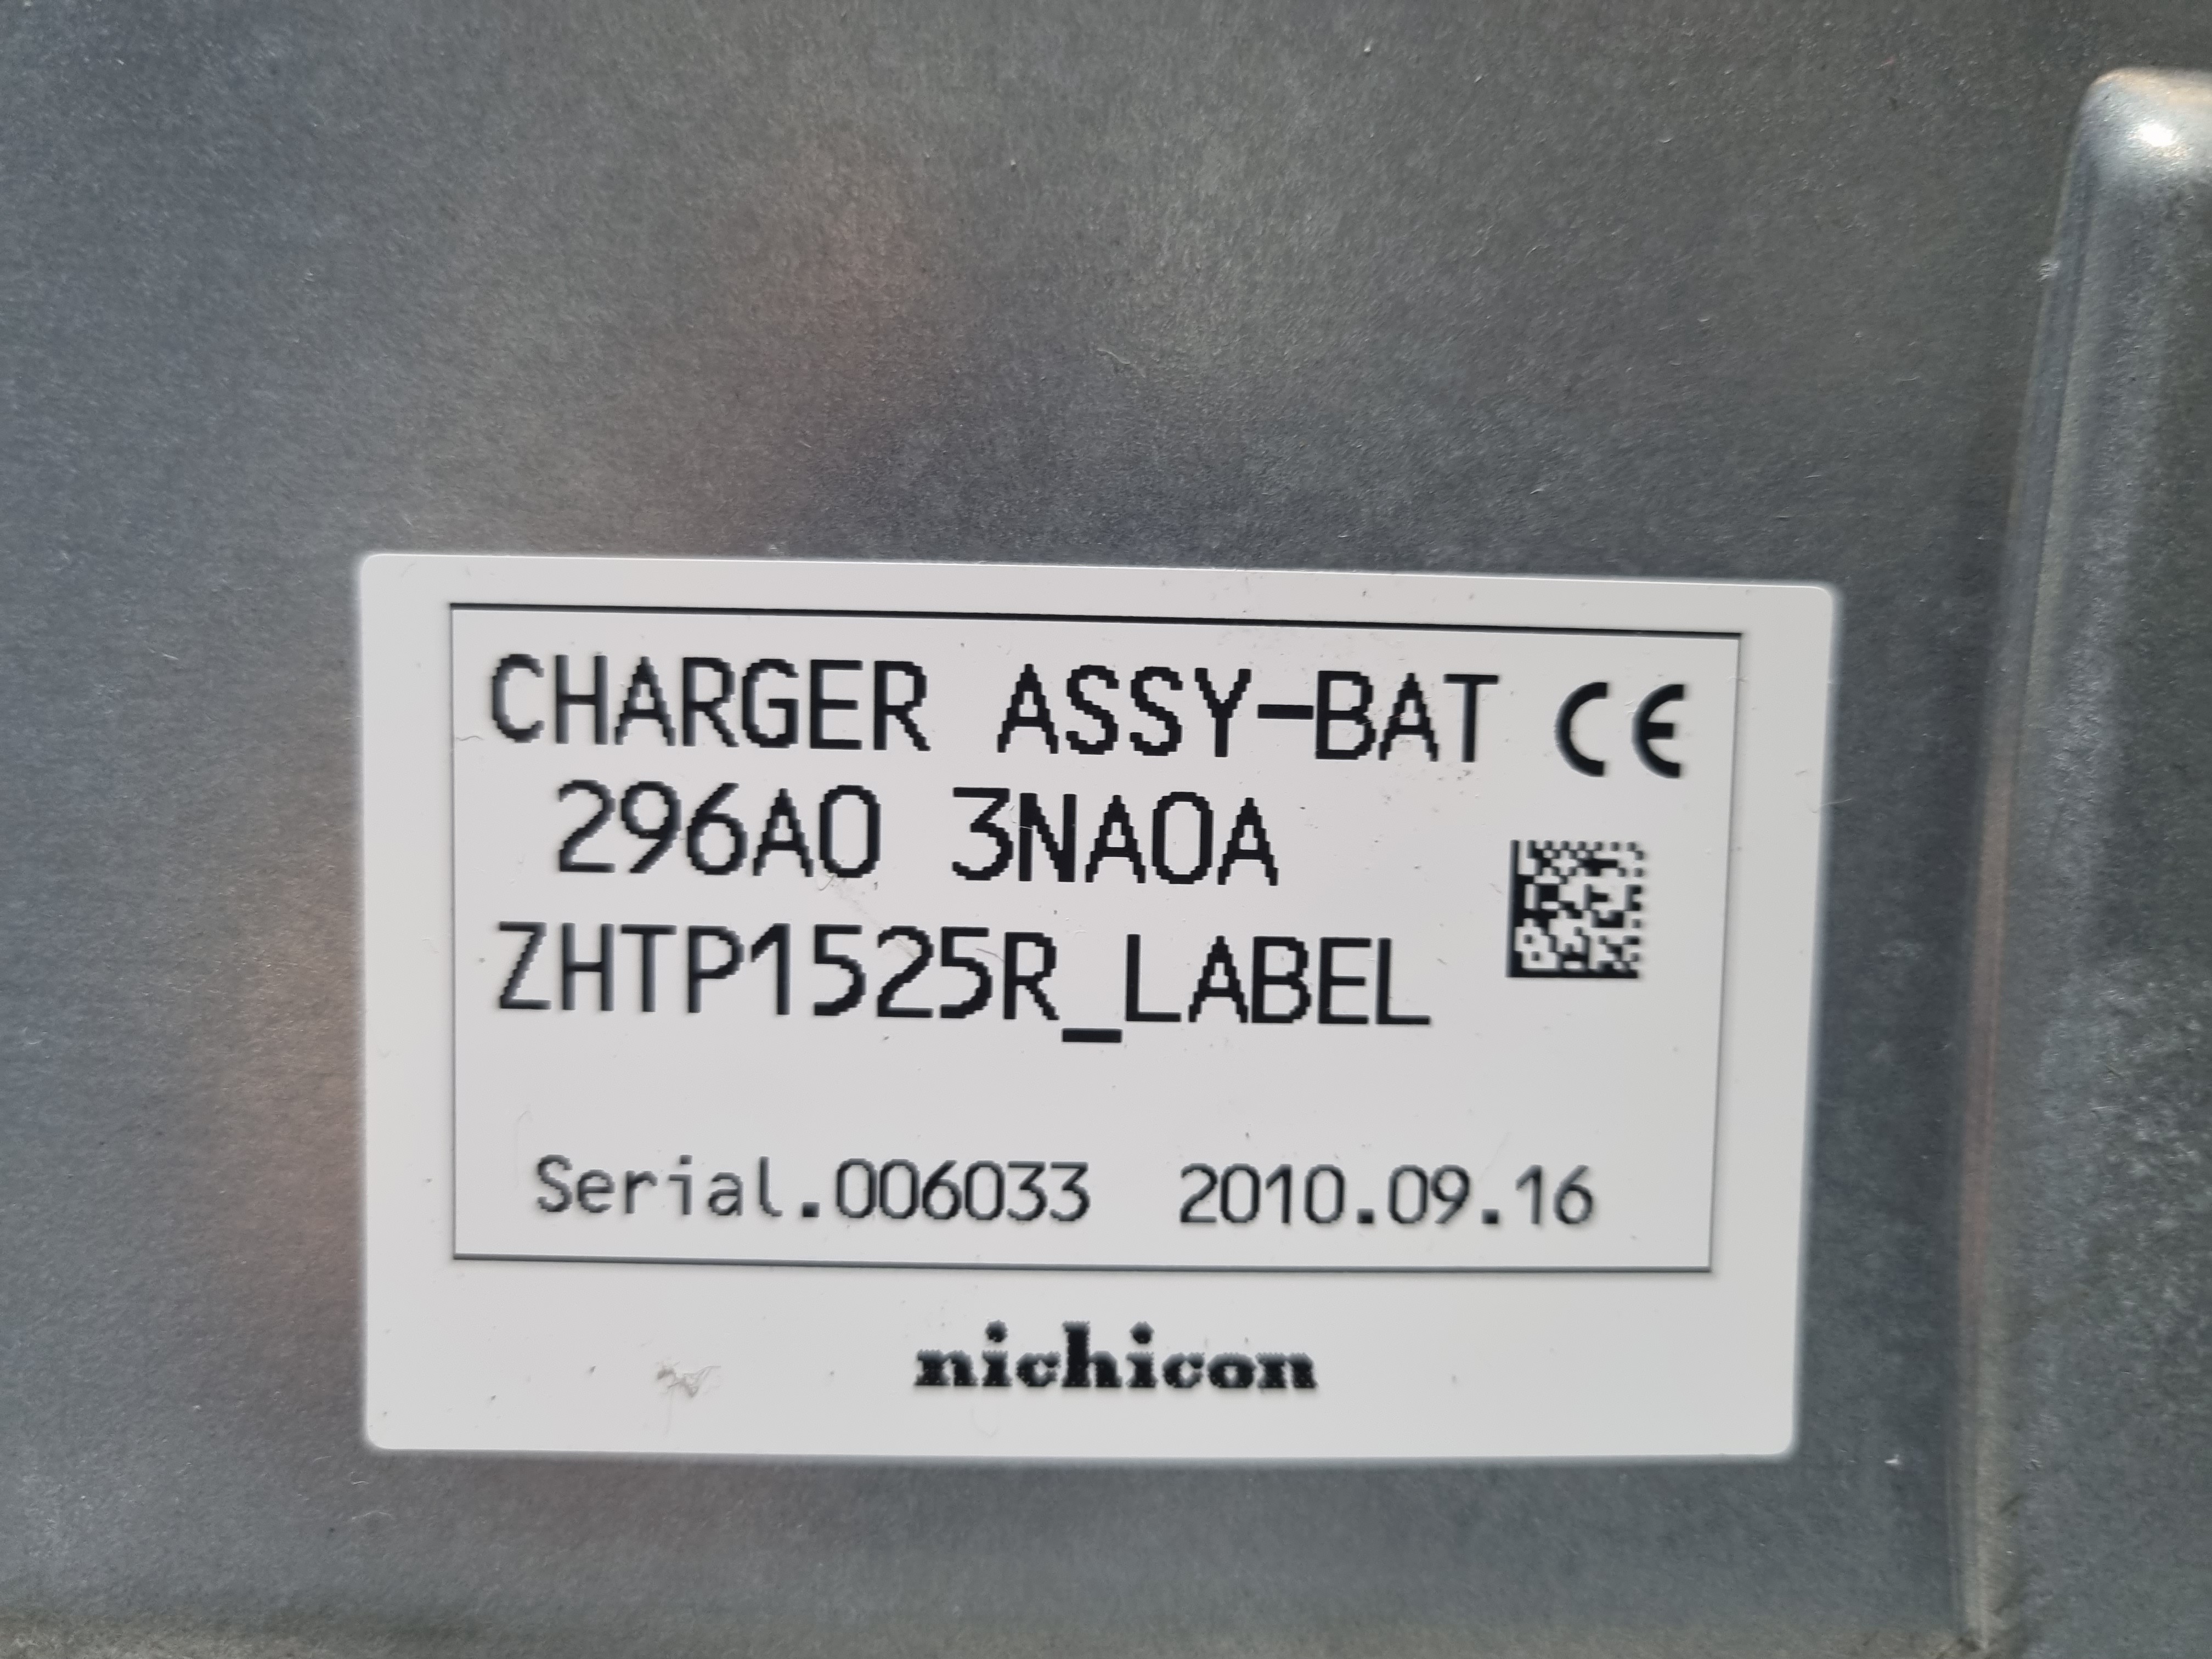 CHARGER ASSY-BAT CE
296A0 3NA0A
ZHTP1525R_LABEL
Serial.006033 2010.09.16
nichicon